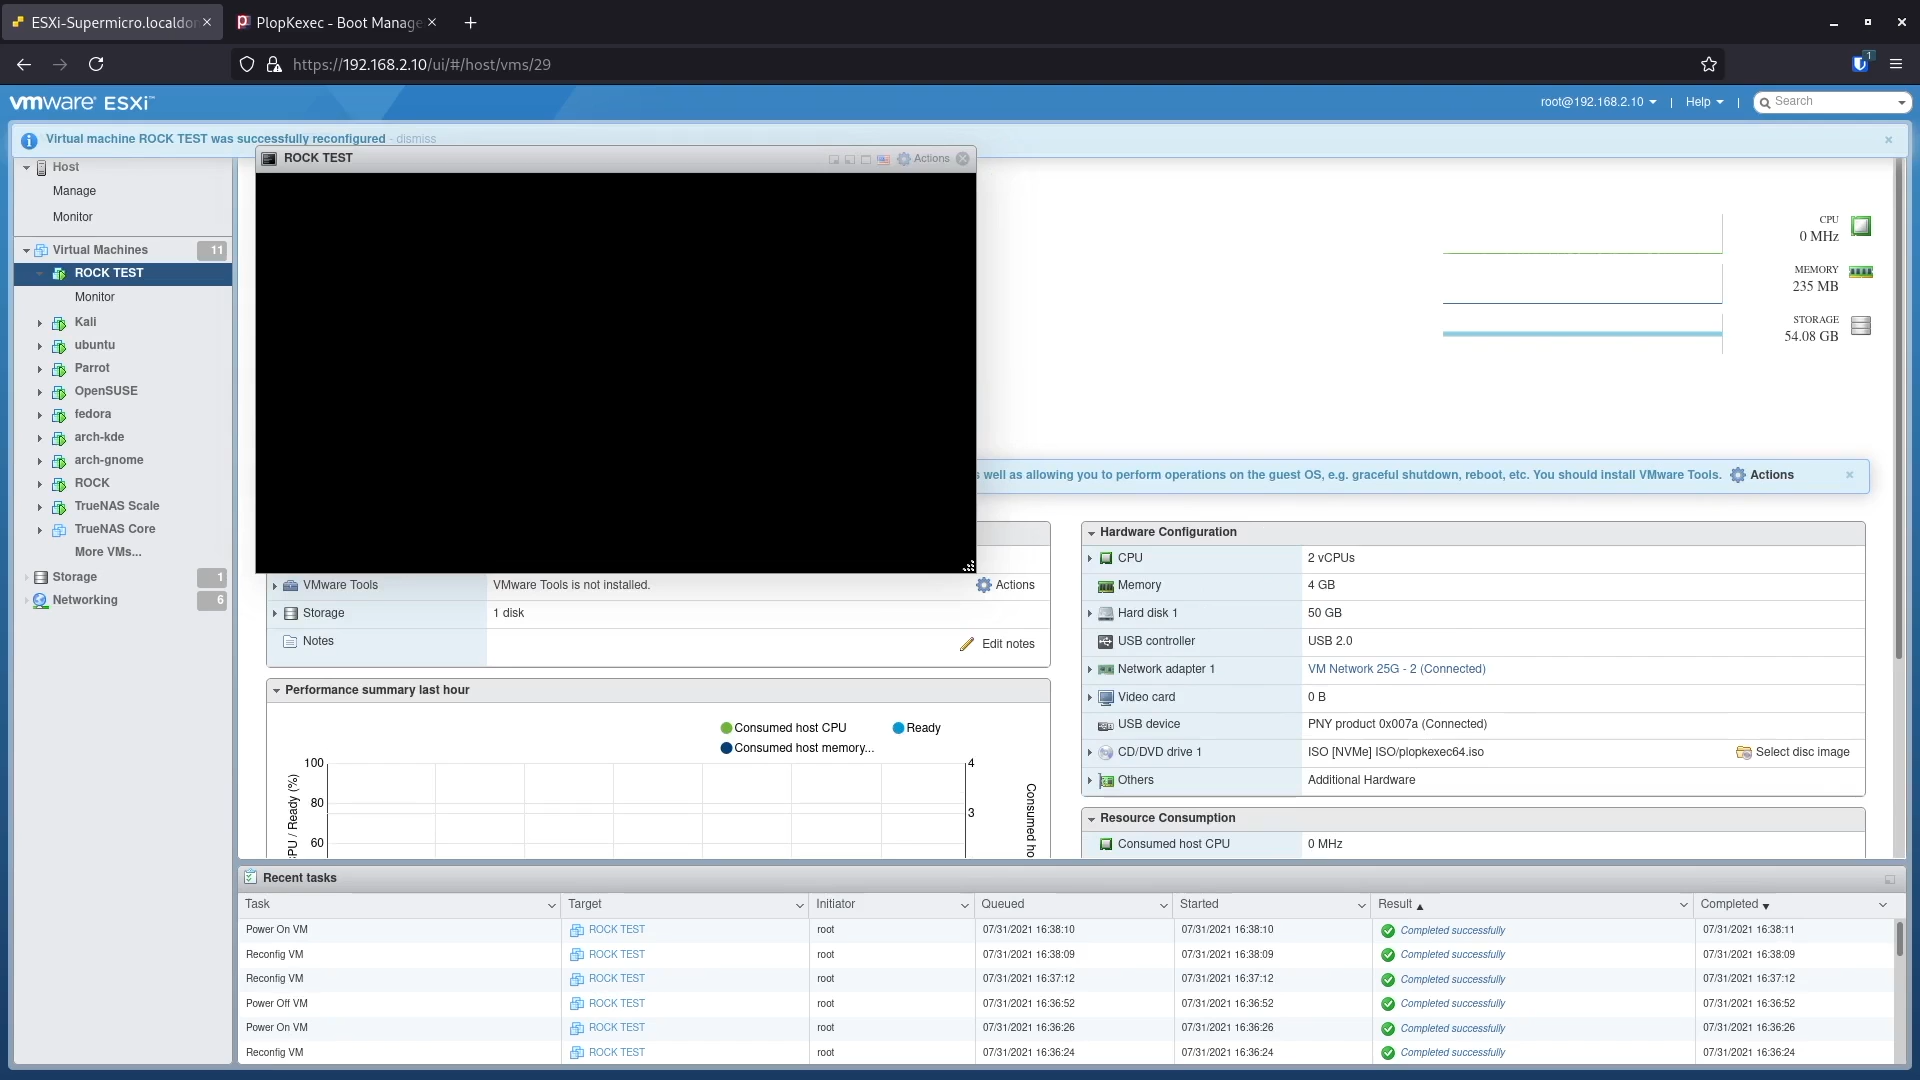 ESXi-Supermicro.localdor
PlopKexec - Boot Manage
https://192.168.2.10/ui/#/host/vms/29
1
vmware ESXi™
root@192.168.2.10 | Help | Search
Virtual machine ROCK TEST was successfully reconfigured - dismiss
ROCK TEST
Actions
Host
Manage
Monitor
Virtual Machines 11
ROCK TEST
Monitor
Kali
ubuntu
Parrot
OpenSUSE
fedora
arch-kde
arch-gnome
ROCK
TrueNAS Scale
TrueNAS Core
More VMs...
Storage 1
Networking 6
CPU
0 MHz
MEMORY
235 MB
STORAGE
54.08 GB
well as allowing you to perform operations on the guest OS, e.g. graceful shutdown, reboot, etc. You should install VMware Tools. Actions
VMware Tools VMware Tools is not installed. Actions
Storage 1 disk
Notes Edit notes
Performance summary last hour
Consumed host CPU Ready
Consumed host memory...
100
80
60
4
3
Hardware Configuration
CPU 2 vCPUs
Memory 4 GB
Hard disk 1 50 GB
USB controller USB 2.0
Network adapter 1 VM Network 25G - 2 (Connected)
Video card 0 B
USB device PNY product 0x007a (Connected)
CD/DVD drive 1 ISO [NVMe] ISO/plopkexec64.iso Select disc image
Others Additional Hardware
Resource Consumption
Consumed host CPU 0 MHz
Recent tasks
Task Target Initiator Queued Started Result Completed
Power On VM ROCK TEST root 07/31/2021 16:38:10 07/31/2021 16:38:10 Completed successfully 07/31/2021 16:38:11
Reconfig VM ROCK TEST root 07/31/2021 16:38:09 07/31/2021 16:38:09 Completed successfully 07/31/2021 16:38:09
Reconfig VM ROCK TEST root 07/31/2021 16:37:12 07/31/2021 16:37:12 Completed successfully 07/31/2021 16:37:12
Power Off VM ROCK TEST root 07/31/2021 16:36:52 07/31/2021 16:36:52 Completed successfully 07/31/2021 16:36:52
Power On VM ROCK TEST root 07/31/2021 16:36:26 07/31/2021 16:36:26 Completed successfully 07/31/2021 16:36:26
Reconfig VM ROCK TEST root 07/31/2021 16:36:24 07/31/2021 16:36:24 Completed successfully 07/31/2021 16:36:24